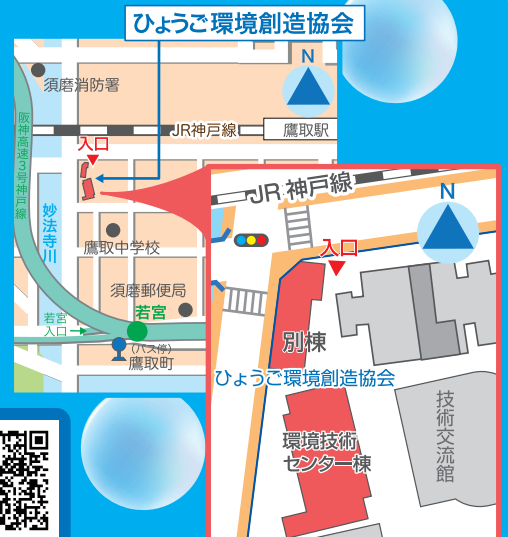 ひょうご環境創造協会
N
須磨消防署
JR神戸線
鷹取駅
入口
阪神高速3号神戸線
妙法寺川
鷹取中学校
須磨郵便局
若宮
若宮
入口
(バス停)
鷹取町
JR 神戸線
N
入口
別棟
ひょうご環境創造協会
環境技術
センター棟
技術交流館